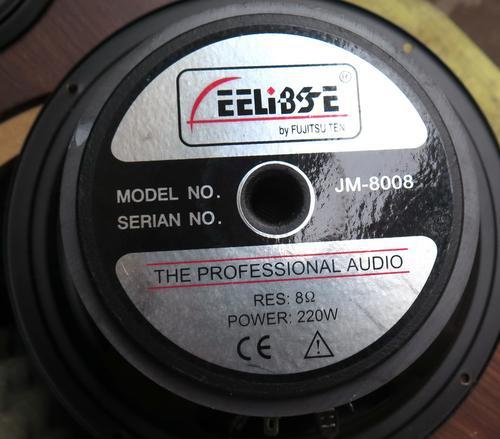 EELIBSE ®
by FUJITSU TEN
MODEL NO. JM-8008
SERIAN NO.
THE PROFESSIONAL AUDIO
RES: 8Ω
POWER: 220W
CE